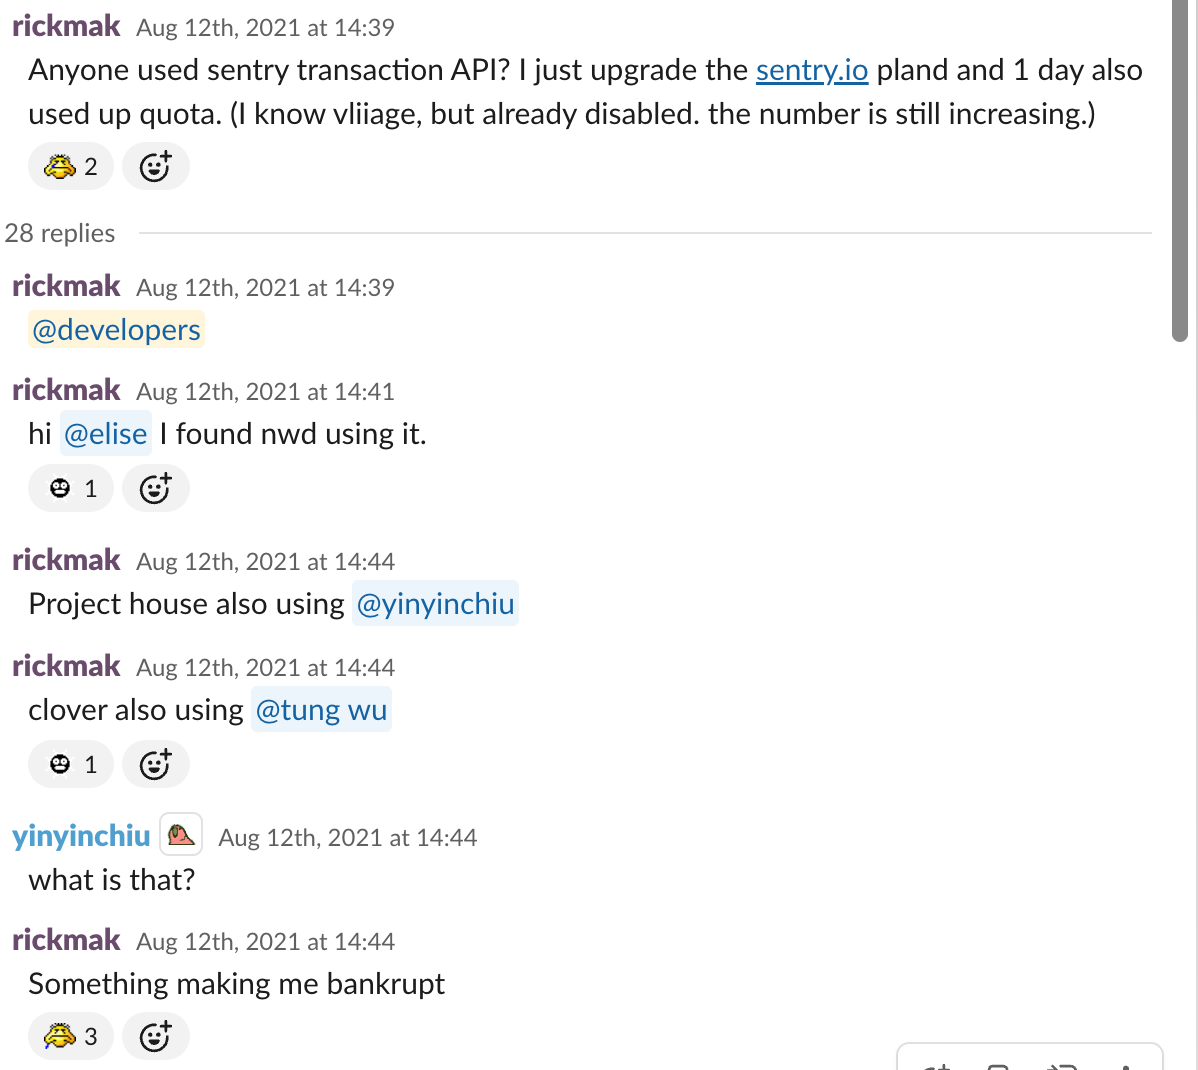 rickmak Aug 12th, 2021 at 14:39
Anyone used sentry transaction API? I just upgrade the sentry.io pland and 1 day also
used up quota. (I know vliiage, but already disabled. the number is still increasing.)
2
28 replies
rickmak Aug 12th, 2021 at 14:39
@developers
rickmak Aug 12th, 2021 at 14:41
hi @elise I found nwd using it.
1
rickmak Aug 12th, 2021 at 14:44
Project house also using @yinyinchiu
rickmak Aug 12th, 2021 at 14:44
clover also using @tung wu
1
yinyinchiu Aug 12th, 2021 at 14:44
what is that?
rickmak Aug 12th, 2021 at 14:44
Something making me bankrupt
3